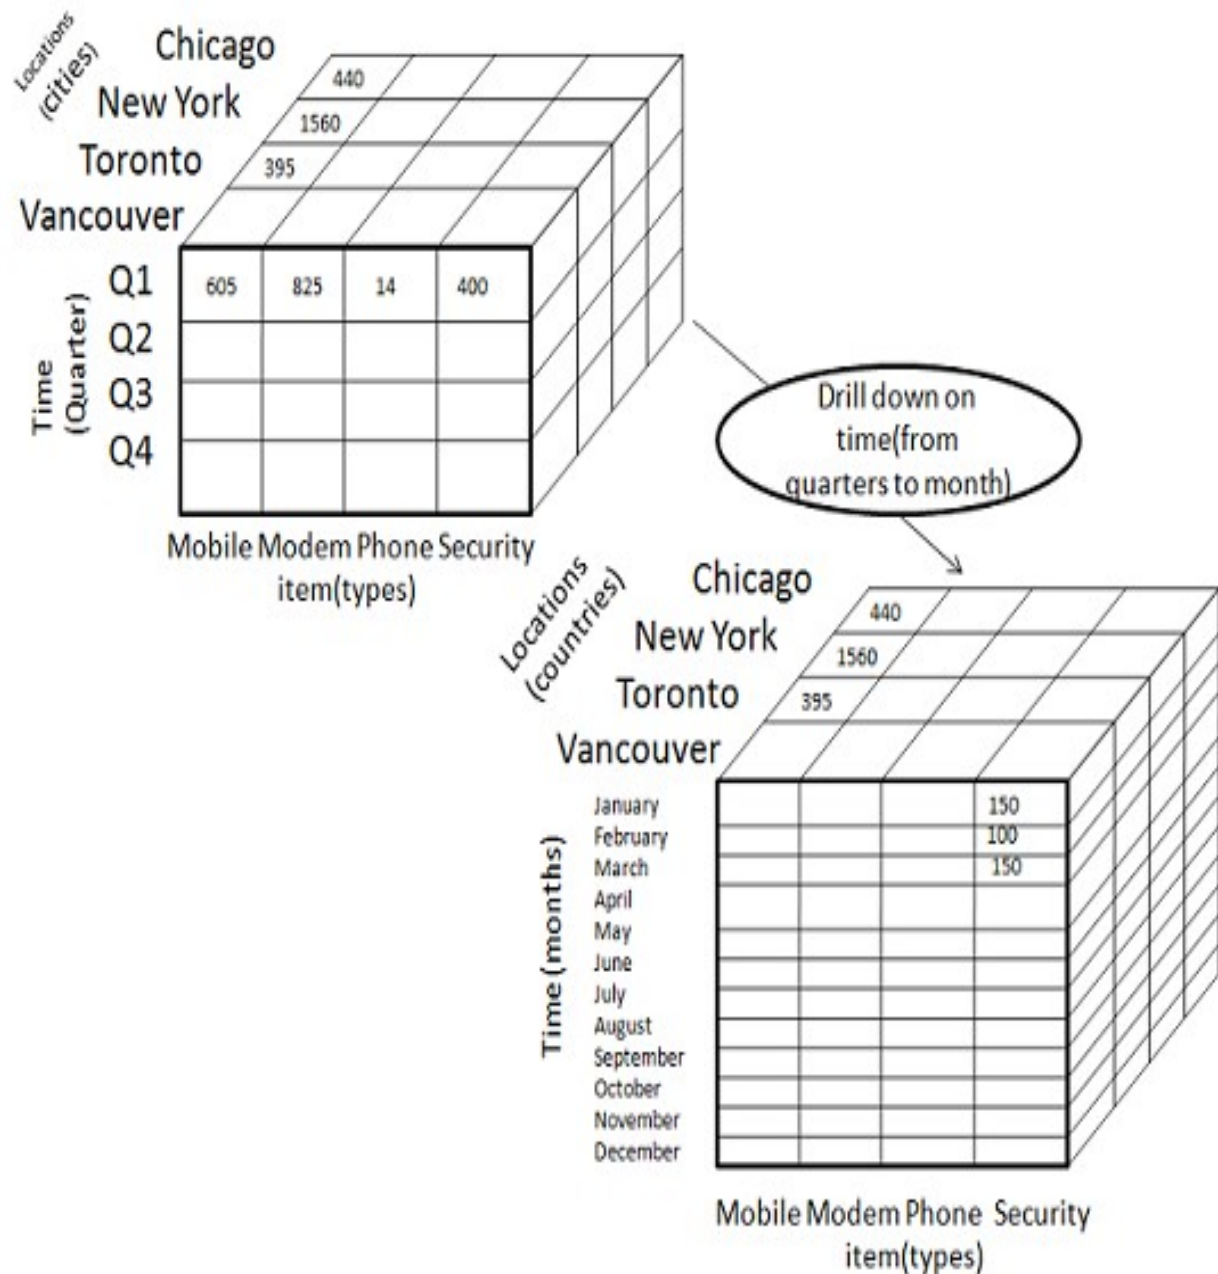 Locations
(cities)
Chicago
New York
Toronto
Vancouver
440
1560
395
Time
(Quarter)
Q1
Q2
Q3
Q4
605 825 14 400
Mobile Modem Phone Security
item(types)
Drill down on
time(from
quarters to month)
Locations
(countries)
Chicago
New York
Toronto
Vancouver
440
1560
395
Time (months)
January 150
February 100
March 150
April
May
June
July
August
September
October
November
December
Mobile Modem Phone Security
item(types)